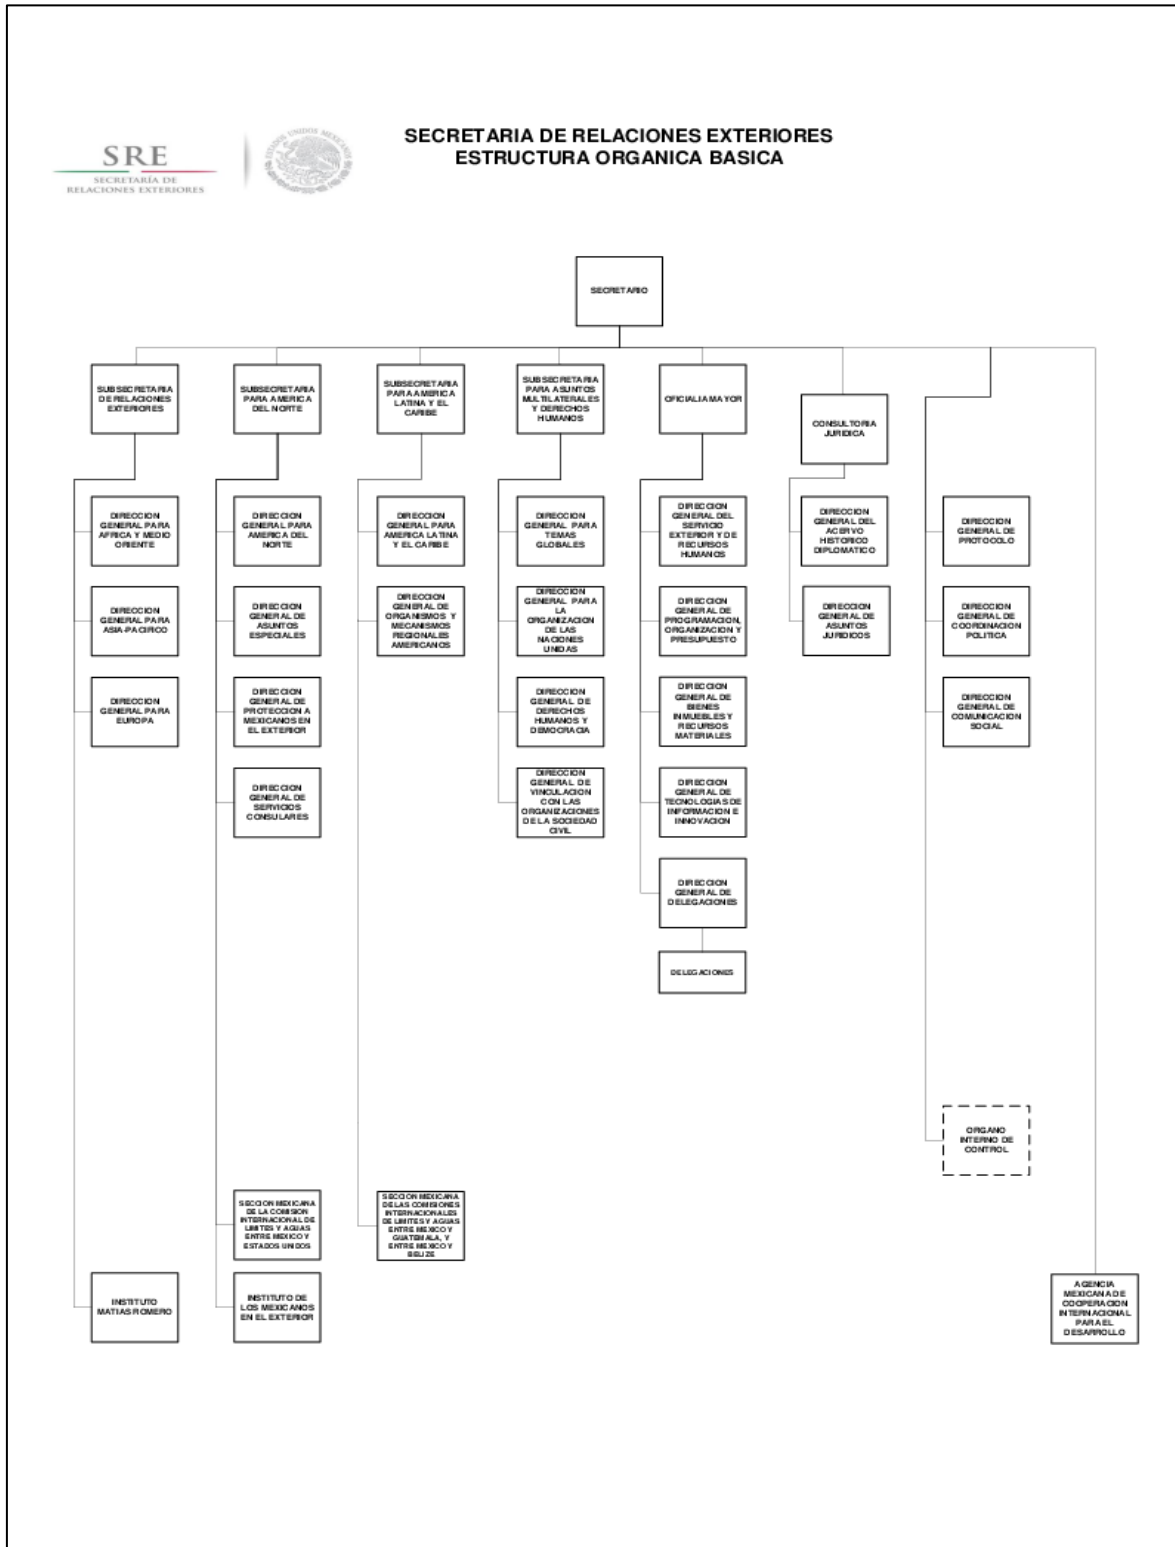 SECRETARIA DE RELACIONES EXTERIORES
ESTRUCTURA ORGANICA BASICA
SRE
SECRETARÍA DE
RELACIONES EXTERIORES
ESTADOS UNIDOS MEXICANOS
SECRETARIO
SUBSECRETARIA
DE RELACIONES
EXTERIORES
SUBSECRETARIA
PARA AMERICA
DEL NORTE
SUBSECRETARIA
PARA AMERICA
LATINA Y EL
CARIBE
SUBSECRETARIA
PARA ASUNTOS
MULTILATERALES
Y DERECHOS
HUMANOS
OFICIALIA MAYOR
CONSULTORIA
JURIDICA
DIRECCION
GENERAL PARA
AFRICA Y MEDIO
ORIENTE
DIRECCION
GENERAL PARA
AMERICA DEL
NORTE
DIRECCION
GENERAL PARA
AMERICA LATINA
Y EL CARIBE
DIRECCION
GENERAL PARA
TEMAS
GLOBALES
DIRECCION
GENERAL DEL
SERVICIO
EXTERIOR Y DE
RECURSOS
HUMANOS
DIRECCION
GENERAL DEL
ACERVO
HISTORICO
DIPLOMATICO
DIRECCION
GENERAL DE
PROTOCOLO
DIRECCION
GENERAL PARA
ASIA-PACIFICO
DIRECCION
GENERAL DE
ASUNTOS
ESPECIALES
DIRECCION
GENERAL DE
ORGANISMOS Y
MECANISMOS
REGIONALES
AMERICANOS
DIRECCION
GENERAL PARA
LA
ORGANIZACION
DE LAS
NACIONES
UNIDAS
DIRECCION
GENERAL DE
PROGRAMACION,
ORGANIZACION Y
PRESUPUESTO
DIRECCION
GENERAL DE
ASUNTOS
JURIDICOS
DIRECCION
GENERAL DE
COORDINACION
POLITICA
DIRECCION
GENERAL PARA
EUROPA
DIRECCION
GENERAL DE
PROTECCION A
MEXICANOS EN
EL EXTERIOR
DIRECCION
GENERAL DE
DERECHOS
HUMANOS Y
DEMOCRACIA
DIRECCION
GENERAL DE
BIENES
INMUEBLES Y
RECURSOS
MATERIALES
DIRECCION
GENERAL DE
COMUNICACION
SOCIAL
DIRECCION
GENERAL DE
SERVICIOS
CONSULARES
DIRECCION
GENERAL DE
VINCULACION
CON LAS
ORGANIZACIONES
DE LA SOCIEDAD
CIVIL
DIRECCION
GENERAL DE
TECNOLOGIAS DE
INFORMACION E
INNOVACION
DIRECCION
GENERAL DE
DELEGACIONES
DELEGACIONES
ORGANO
INTERNO DE
CONTROL
SECCION MEXICANA
DE LA COMISION
INTERNACIONAL DE
LIMITES Y AGUAS
ENTRE MEXICO Y
ESTADOS UNIDOS
SECCION MEXICANA
DE LAS COMISIONES
INTERNACIONALES
DE LIMITES Y AGUAS
ENTRE MEXICO Y
GUATEMALA, Y
ENTRE MEXICO Y
BELIZE
INSTITUTO
MATIAS ROMERO
INSTITUTO DE
LOS MEXICANOS
EN EL EXTERIOR
AGENCIA
MEXICANA DE
COOPERACION
INTERNACIONAL
PARA EL
DESARROLLO